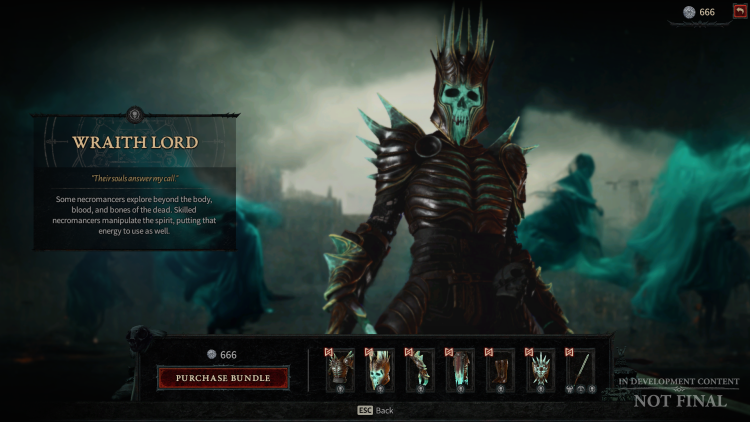 666
WRAITH LORD
"Their souls answer my call."
Some necromancers explore beyond the body,
blood, and bones of the dead. Skilled
necromancers manipulate the spirit, putting that
energy to use as well.
666
PURCHASE BUNDLE
IN DEVELOPMENT CONTENT
NOT FINAL
ESC Back